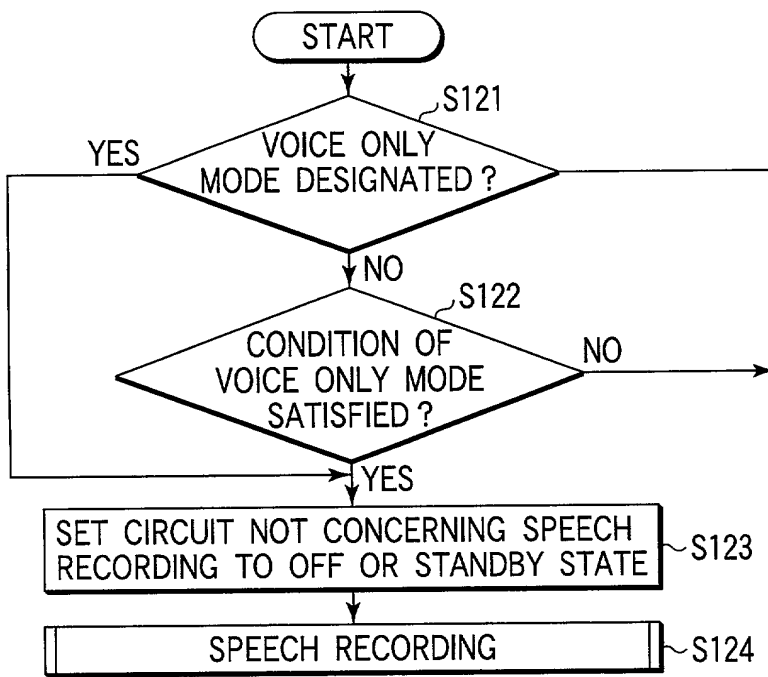 START
S121
YES
VOICE ONLY
MODE DESIGNATED ?
NO
S122
CONDITION OF
VOICE ONLY MODE
SATISFIED ?
NO
YES
SET CIRCUIT NOT CONCERNING SPEECH
RECORDING TO OFF OR STANDBY STATE
S123
SPEECH RECORDING
S124